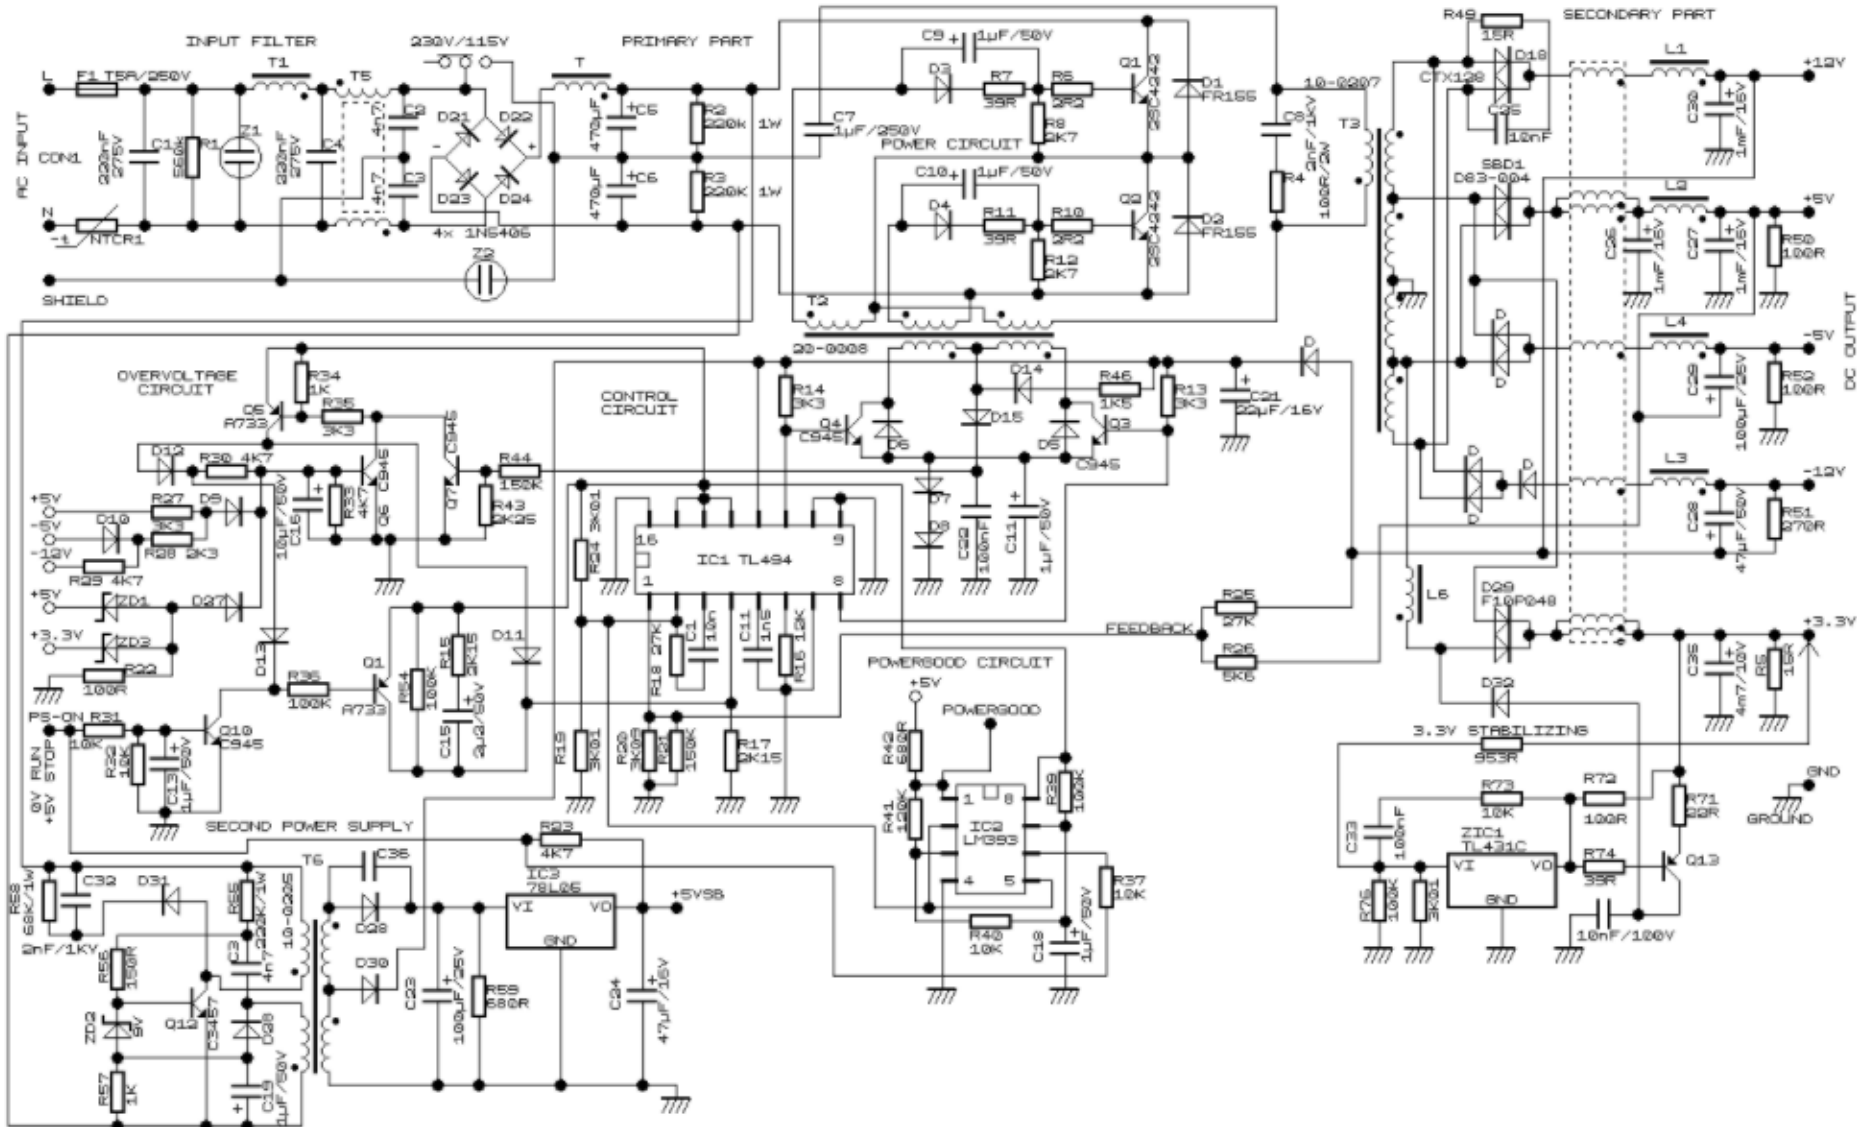 INPUT FILTER
230V/115V
PRIMARY PART
SECONDARY PART
L
F1 T5A/250V
T1
T5
T
C9
1µF/50V
D3
R7
39R
R6
2R2
Q1
2SC4242
D1
FR155
R8
2K7
POWER CIRCUIT
C7
1µF/250V
AC INPUT
CON1
220nF
275V
C1
560k
R1
Z1
220nF
275V
C4
4n7
C2
4n7
C3
D21
D22
D23
D24
-
+
4x 1N5406
470µF
C5
470µF
C6
R2
220k 1W
R3
220K 1W
C10
1µF/50V
D4
R11
39R
R10
2R2
Q2
2SC4242
D2
FR155
R12
2K7
C8
2nF/1KV
R4
100R/2W
10-0207
T3
N
-t
NTCR1
Z2
SHIELD
R49
15R
D18
CTX128
C25
10nF
L1
+12V
C30
1mF/16V
SBD1
D83-004
L2
+5V
C26
1mF/16V
C27
1mF/16V
R50
100R
D
D
L4
-5V
C29
100µF/25V
R52
100R
DC OUTPUT
D
D
D
L3
-12V
C28
47µF/50V
R51
270R
L6
D29
F10P048
+3.3V
C35
4m7/10V
R5
15R
D32
3.3V STABILIZING
953R
R73
10K
R72
100R
R71
22R
C33
100nF
ZIC1
TL431C
VI
VO
GND
R74
39R
Q13
R76
100K
3K01
10nF/100V
GND
GROUND
T2
20-0008
OVERVOLTAGE
CIRCUIT
R34
1K
Q5
A733
R35
3K3
C945
Q7
D12
R30 4K7
C945
Q6
R33
4K7
C16
10µF/50V
R44
150K
R43
2K25
+5V
-5V
-12V
R27
3K3
D9
D10
R28 2K3
R29 4K7
+5V
ZD1
D27
+3.3V
ZD3
R22
100R
D13
R36
100K
Q1
A733
R54
100K
R15
2K15
C15
2µ2/50V
D11
PS-ON
R31
10K
0V RUN
+5V STOP
R32
10K
C13
1µF/50V
Q10
C945
CONTROL
CIRCUIT
R14
3K3
Q4
C945
D6
D14
D15
D5
R46
1K5
R13
3K3
Q3
C945
C21
22µF/16V
D
D7
D8
C22
100nF
C11
1µF/50V
R24
3K01
16
IC1 TL494
9
1
8
R18
27K
C1
10n
C11
1n5
R16
12K
R19
3K01
R20
3K09
R21
150K
R17
2K15
FEEDBACK
R25
27K
R26
5K6
POWERGOOD CIRCUIT
+5V
POWERGOOD
R42
680R
R41
120K
1
8
IC2
LM393
4
5
R39
100K
R40
10K
C18
1µF/50V
R37
10K
SECOND POWER SUPPLY
R23
4K7
R58
68K/1W
C32
2nF/1KV
D31
R55
220K/1W
10-0225
T6
C36
D28
D30
IC3
78L05
VI
VO
GND
+5VSB
C23
100µF/25V
R59
680R
C24
47µF/16V
R56
150R
C3
4n7
ZD2
9V
Q12
C3457
D28
R57
1K
C19
1µF/50V